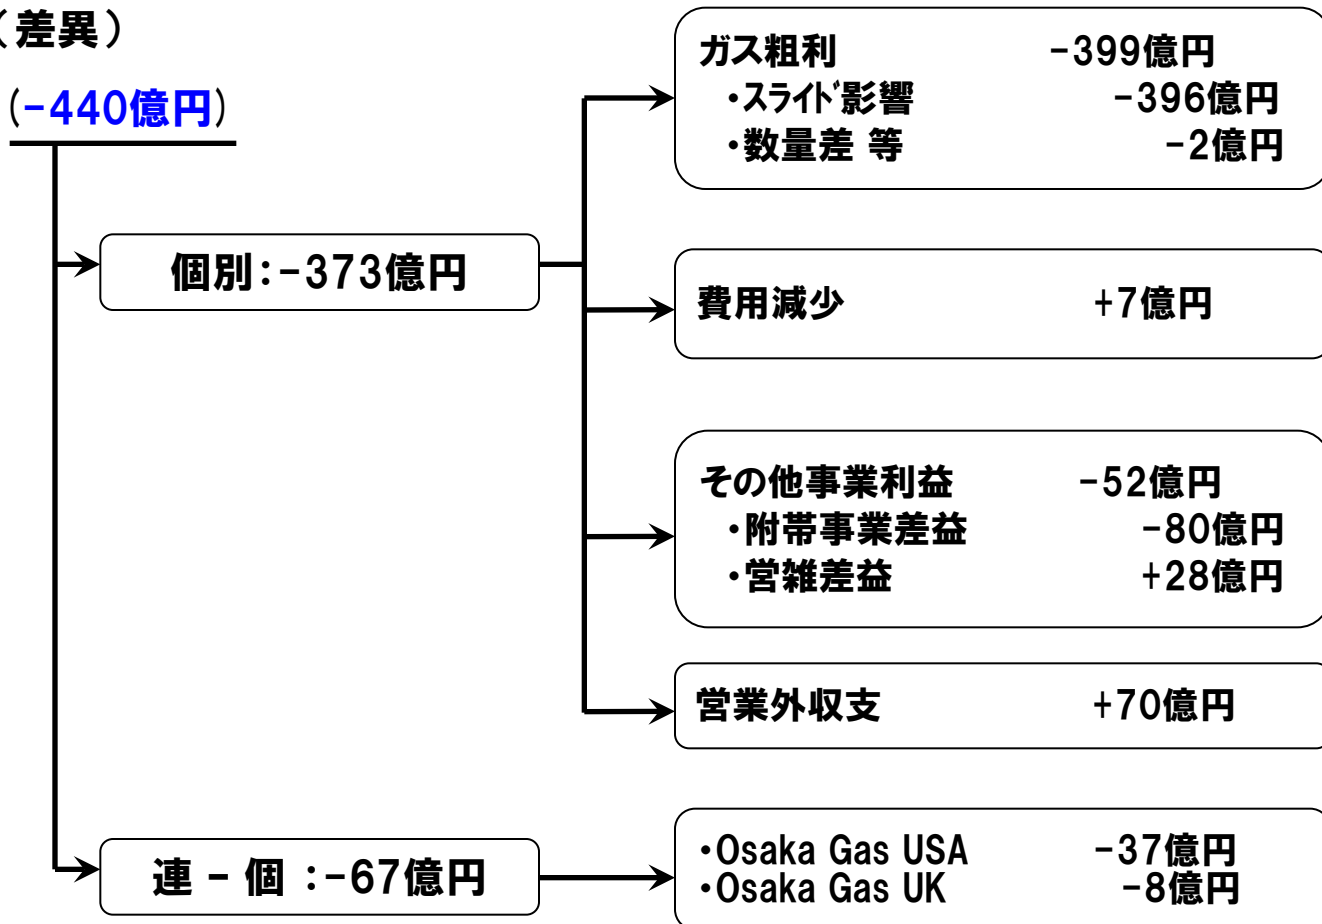 (差異)
(-440億円)
個別:-373億円
ガス粗利 -399億円
・スライド影響 -396億円
・数量差 等 -2億円
費用減少 +7億円
その他事業利益 -52億円
・附帯事業差益 -80億円
・営雑差益 +28億円
営業外収支 +70億円
連 - 個 :-67億円
・Osaka Gas USA -37億円
・Osaka Gas UK -8億円